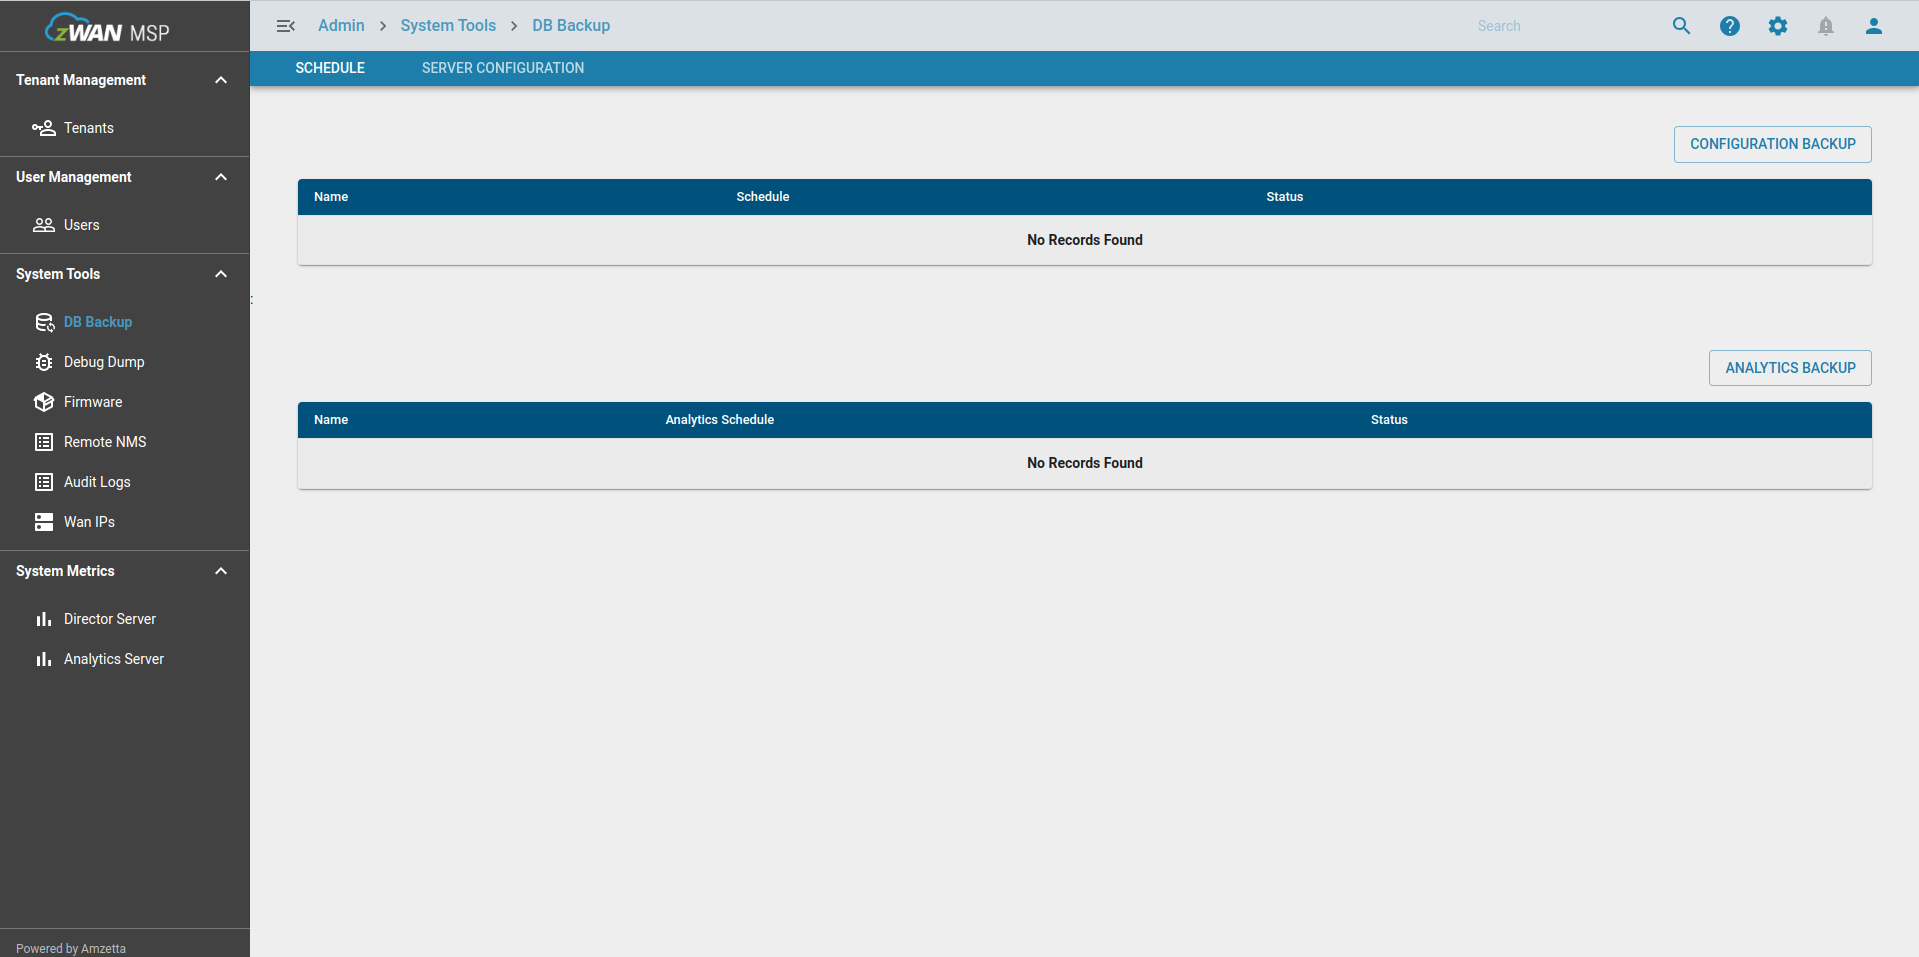 zWAN MSP
Admin > System Tools > DB Backup
Search
SCHEDULE
SERVER CONFIGURATION
Tenant Management
Tenants
User Management
Users
System Tools
DB Backup
Debug Dump
Firmware
Remote NMS
Audit Logs
Wan IPs
System Metrics
Director Server
Analytics Server
Powered by Amzetta
CONFIGURATION BACKUP
Name Schedule Status
No Records Found
:
ANALYTICS BACKUP
Name Analytics Schedule Status
No Records Found